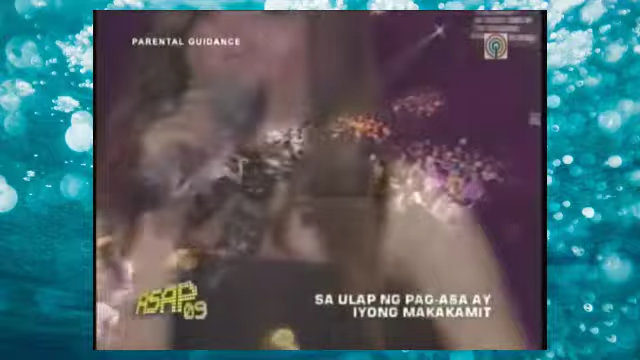 PARENTAL GUIDANCE
ASAP
09
SA ULAP NG PAG-ASA AY
IYONG MAKAKAMIT